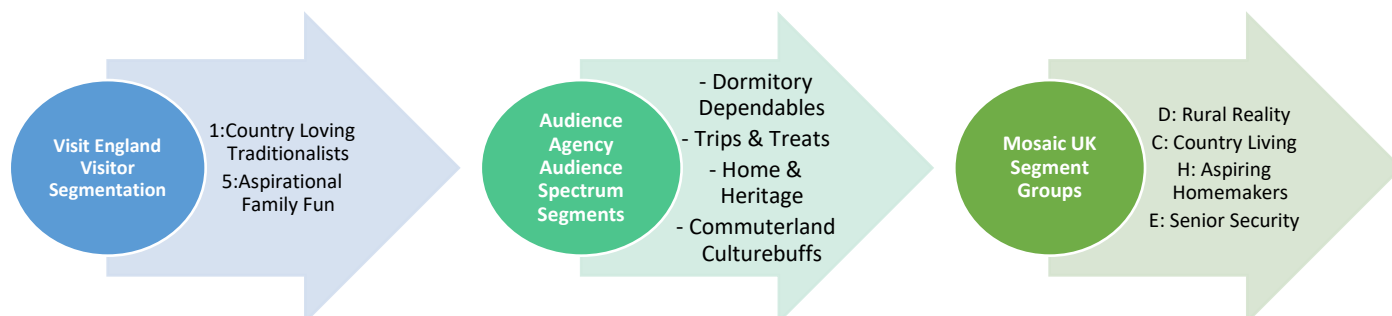 Visit England
Visitor
Segmentation
1:Country Loving
Traditionalists
5:Aspirational
Family Fun
Audience
Agency
Audience
Spectrum
Segments
- Dormitory
Dependables
- Trips & Treats
- Home &
Heritage
- Commuterland
Culturebuffs
Mosaic UK
Segment
Groups
D: Rural Reality
C: Country Living
H: Aspiring
Homemakers
E: Senior Security